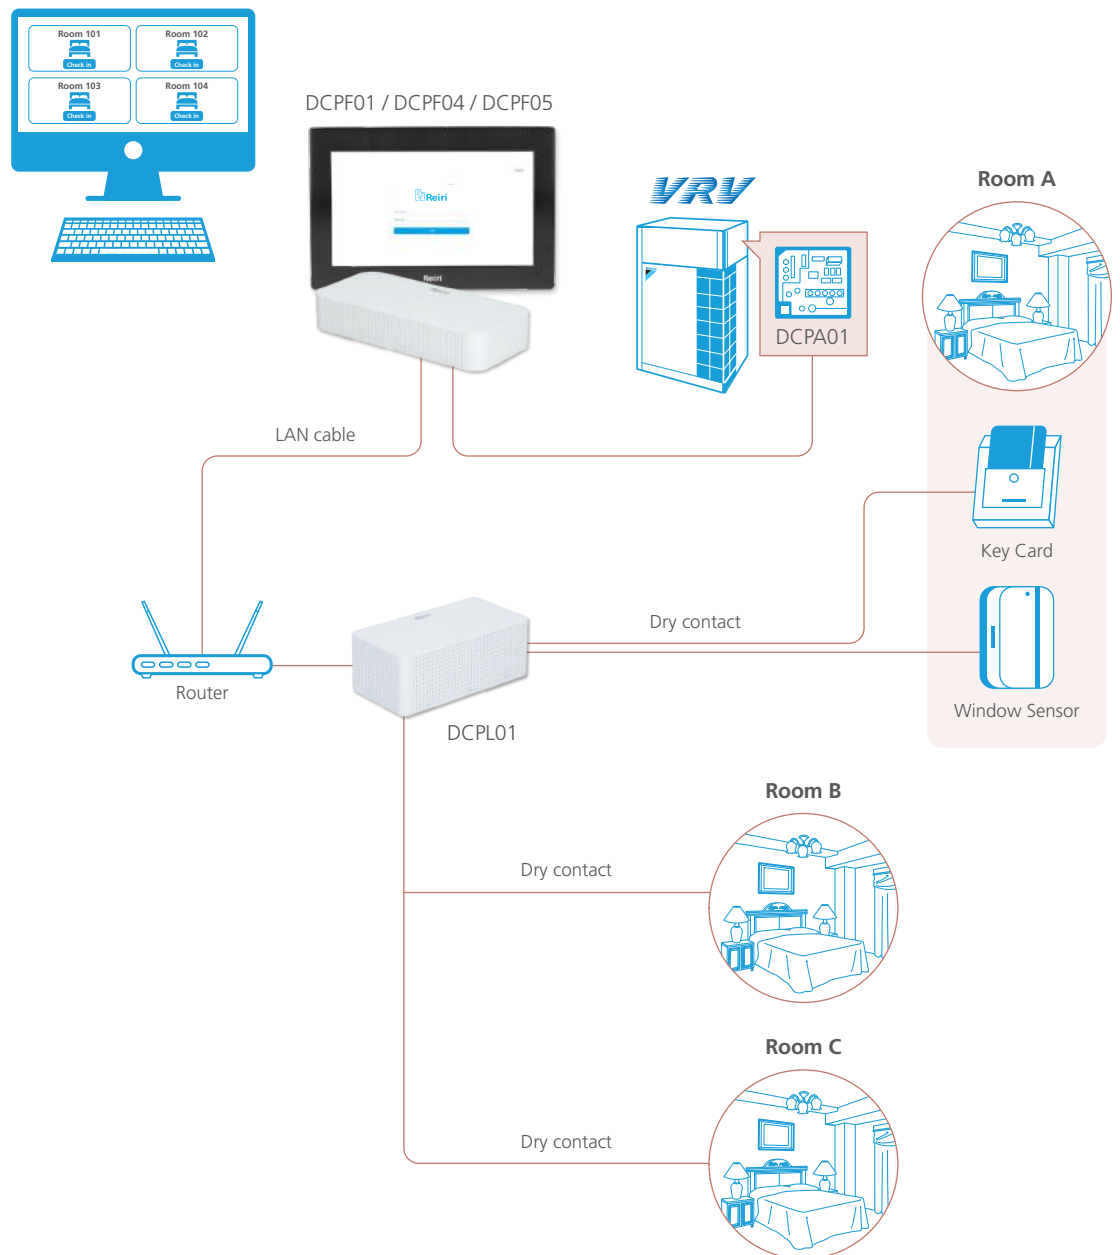 Room 101
Check in
Room 102
Check in
Room 103
Check in
Room 104
Check in
DCPF01 / DCPF04 / DCPF05
Reiri
Reiri
VRV
DCPA01
Room A
LAN cable
Key Card
Dry contact
Window Sensor
Router
DCPL01
Room B
Dry contact
Room C
Dry contact